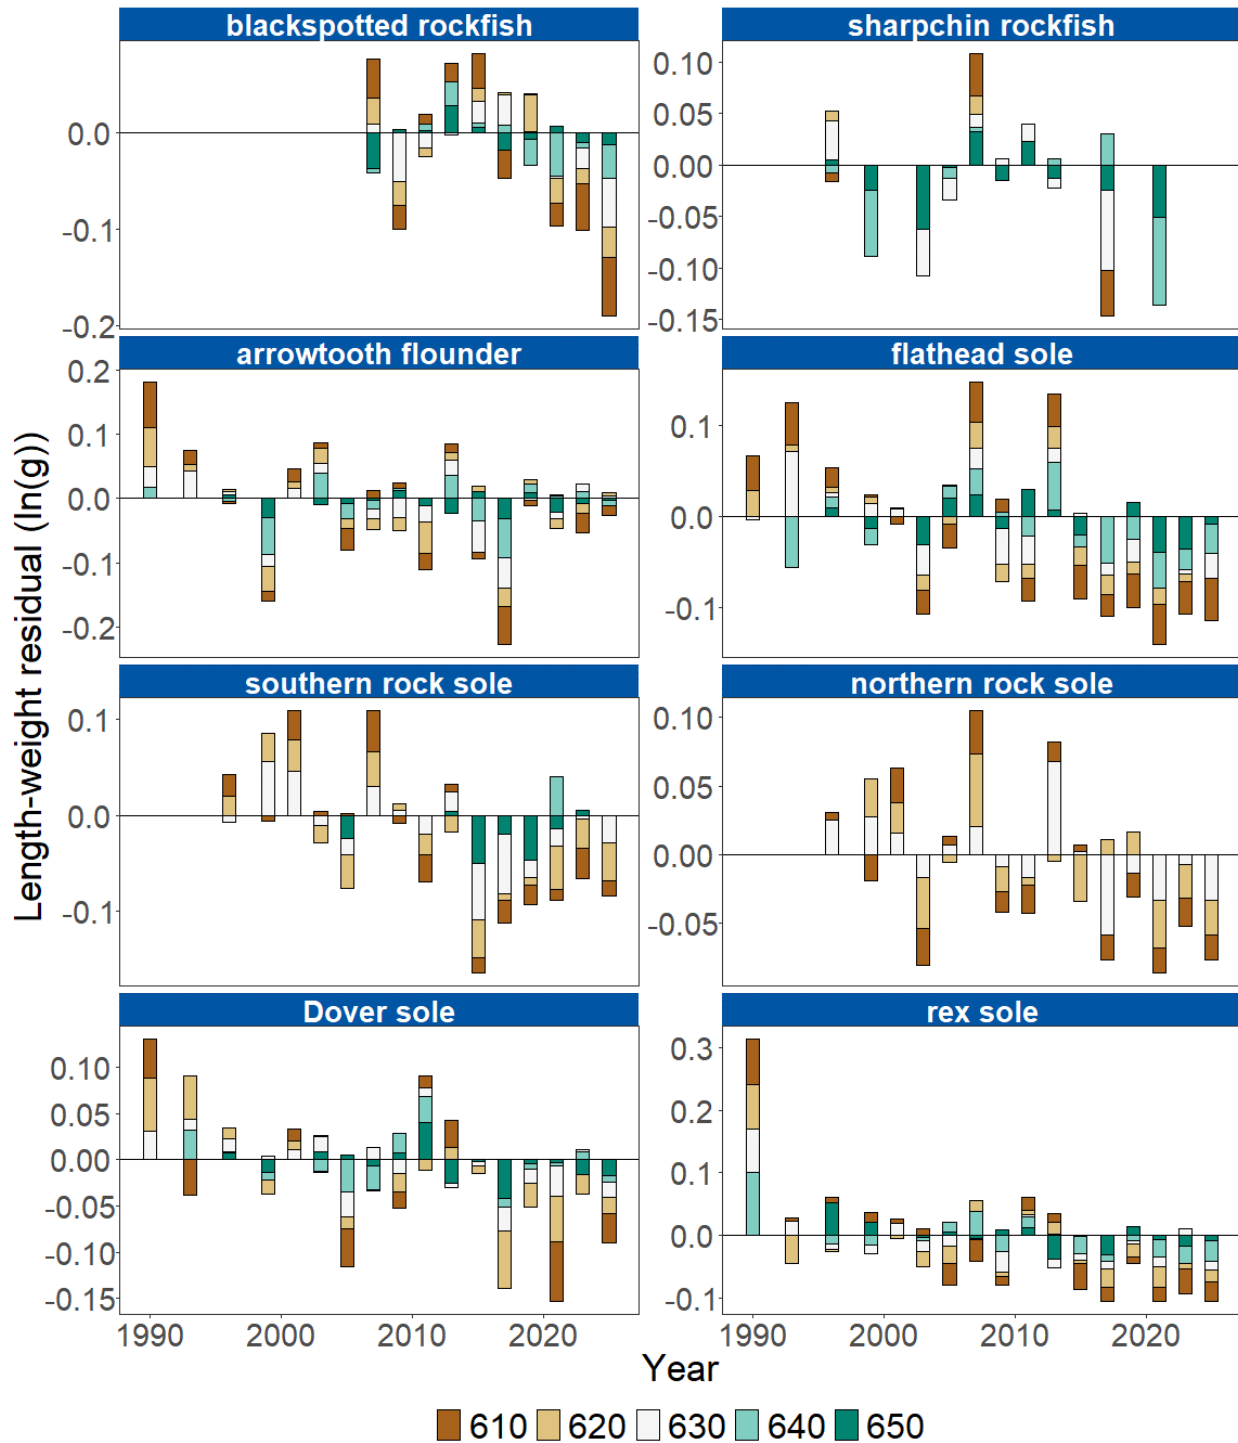 blackspotted rockfish
sharpchin rockfish
0.0
-0.1
-0.2
0.10
0.05
0.00
-0.05
-0.10
-0.15
arrowtooth flounder
flathead sole
0.2
0.1
0.0
-0.1
-0.2
0.1
0.0
-0.1
southern rock sole
northern rock sole
0.1
0.0
-0.1
0.10
0.05
0.00
-0.05
Dover sole
rex sole
0.10
0.05
0.00
-0.05
-0.10
-0.15
0.3
0.2
0.1
0.0
-0.1
Length-weight residual (ln(g))
1990 2000 2010 2020
1990 2000 2010 2020
Year
610 620 630 640 650